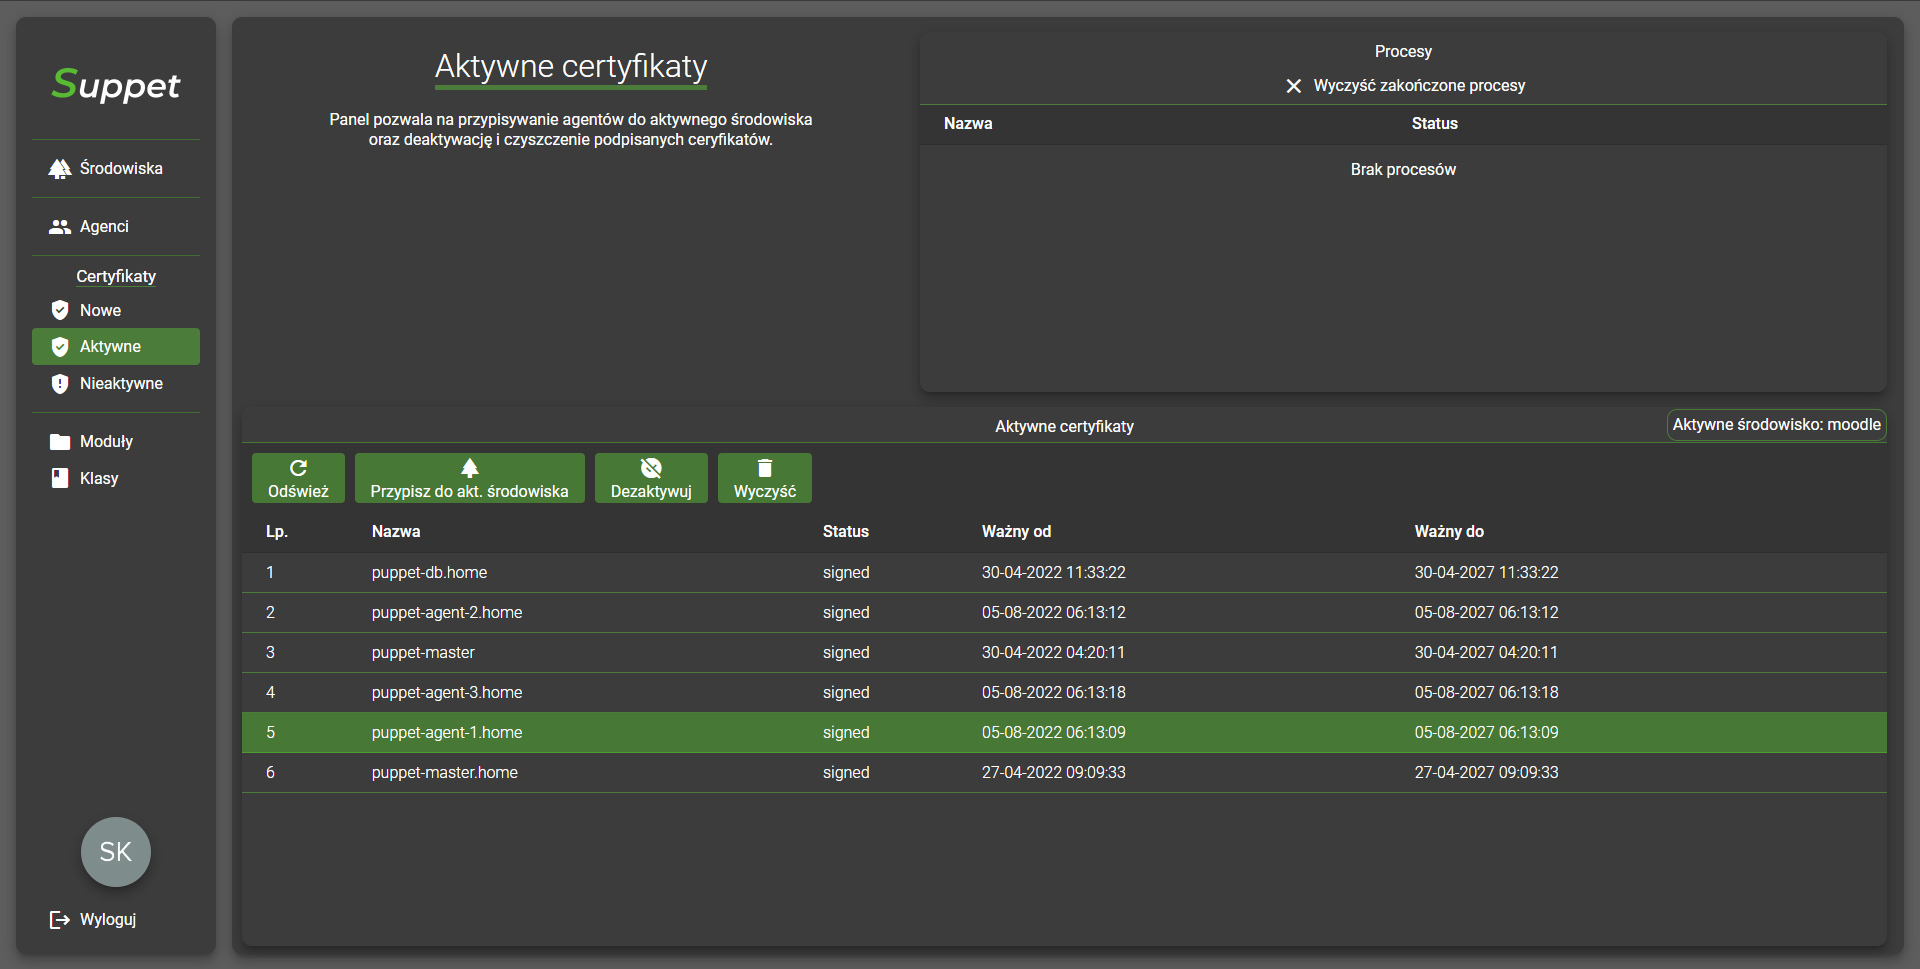 Suppet
Środowiska
Agenci
Certyfikaty
Nowe
Aktywne
Nieaktywne
Moduły
Klasy
SK
Wyloguj
Aktywne certyfikaty
Panel pozwala na przypisywanie agentów do aktywnego środowiska
oraz deaktywację i czyszczenie podpisanych ceryfikatów.
Procesy
Wyczyść zakończone procesy
Nazwa Status
Brak procesów
Aktywne certyfikaty
Aktywne środowisko: moodle
Odśwież Przypisz do akt. środowiska Dezaktywuj Wyczyść
Lp. Nazwa Status Ważny od Ważny do
1 puppet-db.home signed 30-04-2022 11:33:22 30-04-2027 11:33:22
2 puppet-agent-2.home signed 05-08-2022 06:13:12 05-08-2027 06:13:12
3 puppet-master signed 30-04-2022 04:20:11 30-04-2027 04:20:11
4 puppet-agent-3.home signed 05-08-2022 06:13:18 05-08-2027 06:13:18
5 puppet-agent-1.home signed 05-08-2022 06:13:09 05-08-2027 06:13:09
6 puppet-master.home signed 27-04-2022 09:09:33 27-04-2027 09:09:33